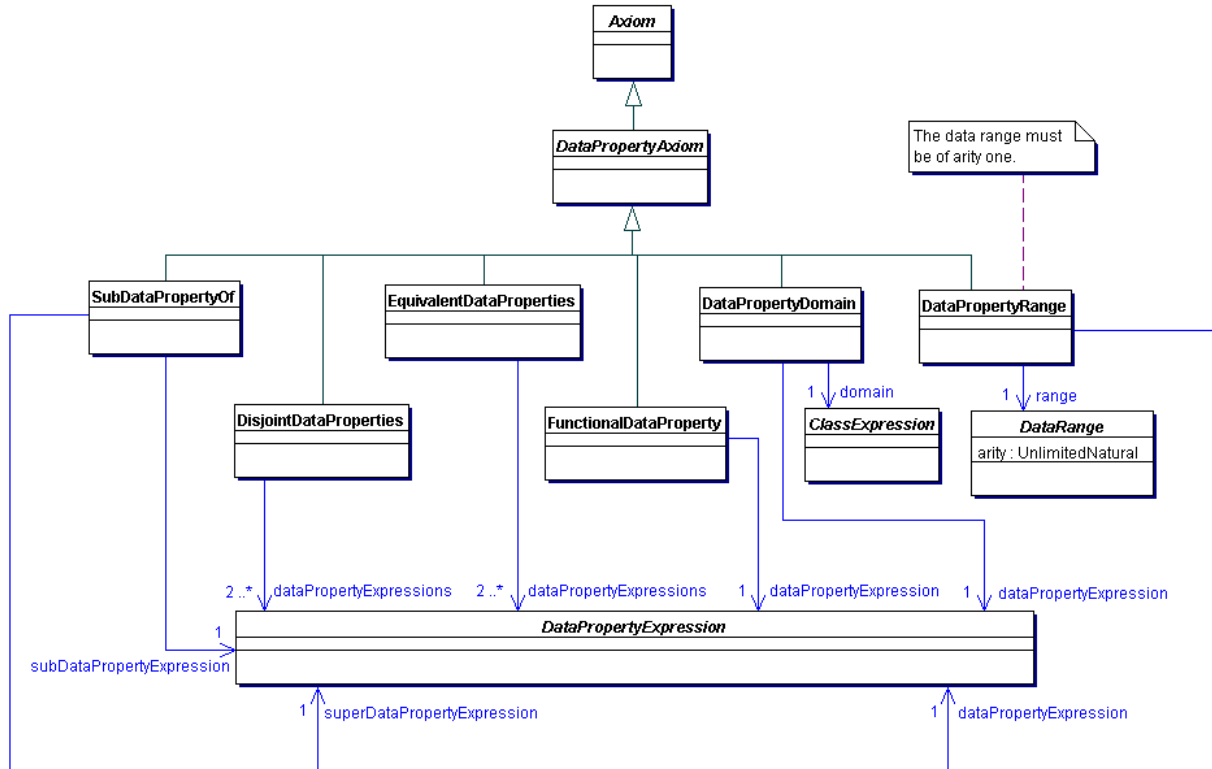 Axiom
DataPropertyAxiom
The data range must
be of arity one.
SubDataPropertyOf
EquivalentDataProperties
DataPropertyDomain
DataPropertyRange
1
domain
1
range
DisjointDataProperties
FunctionalDataProperty
ClassExpression
DataRange
arity : UnlimitedNatural
2 ..*
dataPropertyExpressions
2 ..*
dataPropertyExpressions
1
dataPropertyExpression
1
dataPropertyExpression
DataPropertyExpression
1
subDataPropertyExpression
1
superDataPropertyExpression
1
dataPropertyExpression